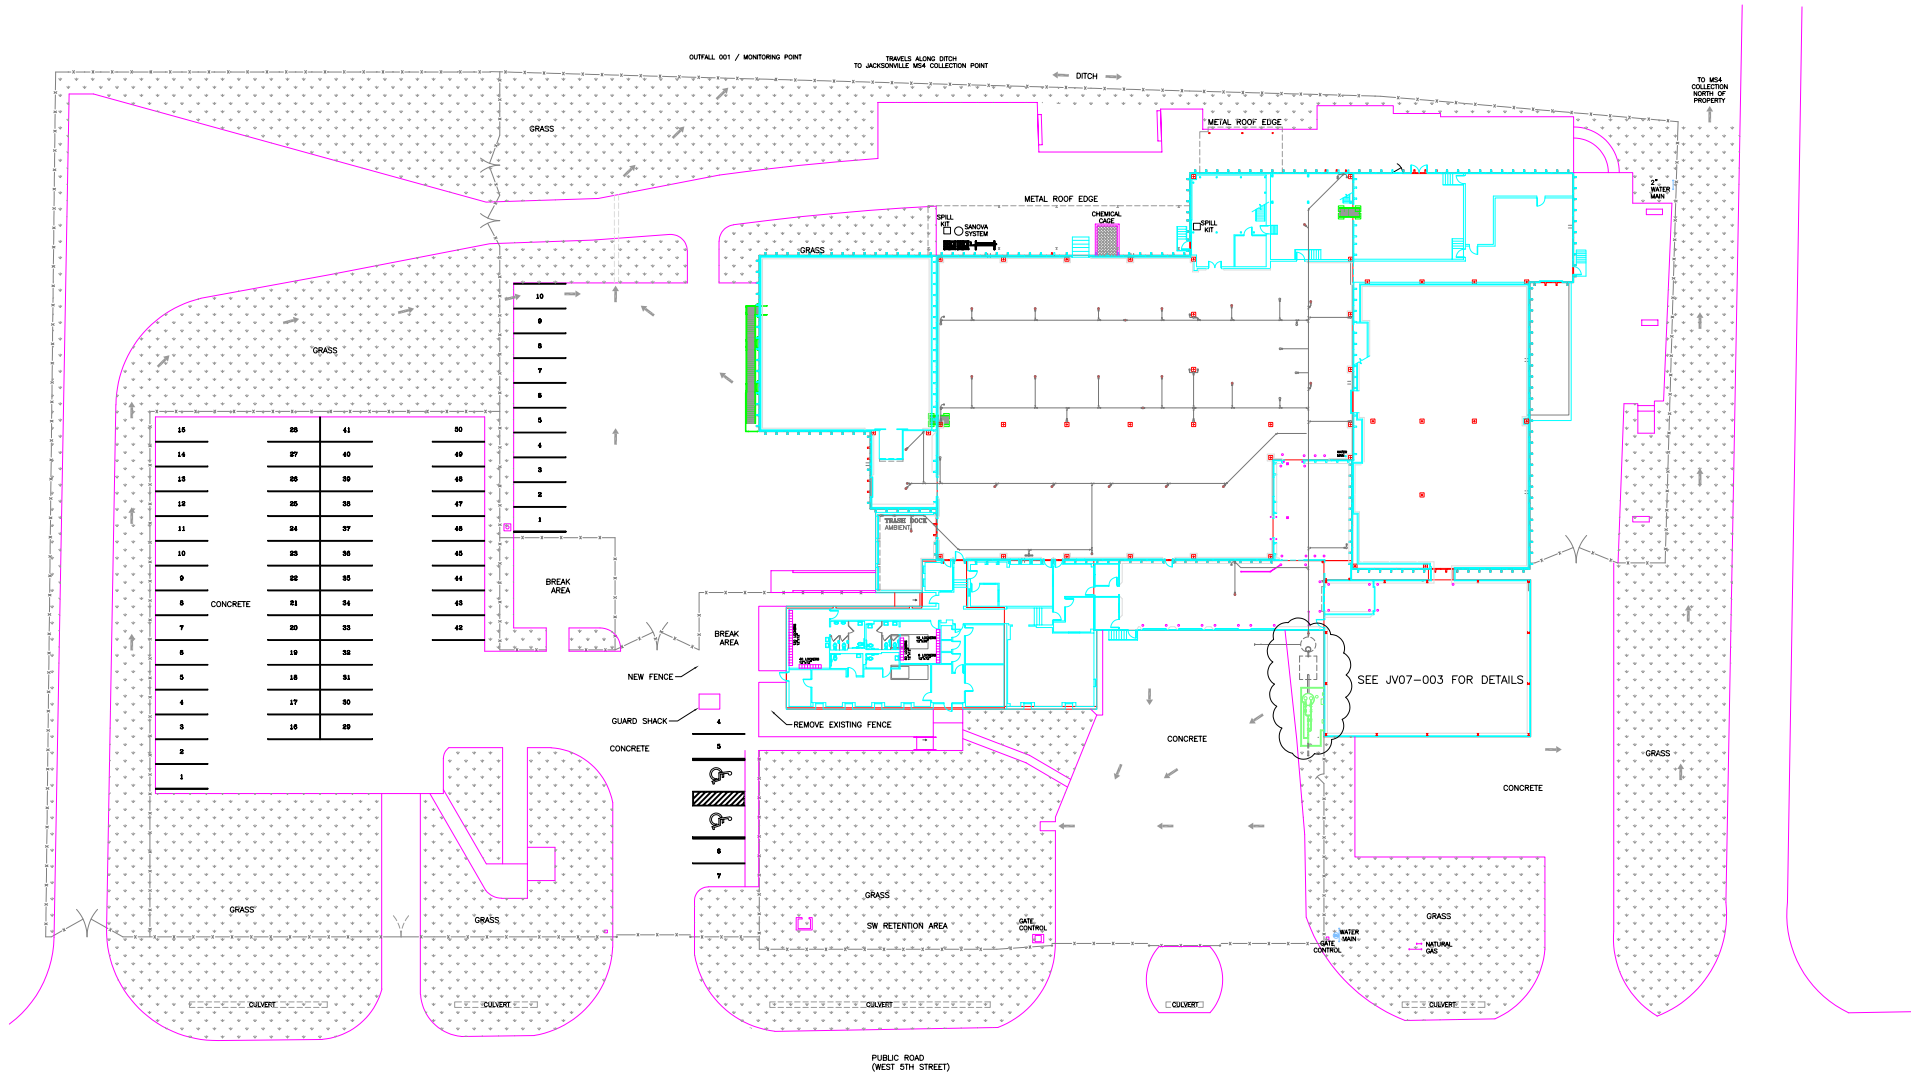 OUTFALL 001 / MONITORING POINT
TRAVELS ALONG DITCH
TO JACKSONVILLE MS4 COLLECTION POINT
DITCH
TO MS4
COLLECTION
NORTH OF
PROPERTY
METAL ROOF EDGE
GRASS
2"
WATER
MAIN
METAL ROOF EDGE
CHEMICAL
CAGE
SPILL
KIT
SANOVA
SYSTEM
SPILL
KIT
GRASS
GRASS
10
9
8
7
6
5
4
3
2
1
15
14
13
12
11
10
9
8
7
6
5
4
3
2
1
28
27
26
25
24
23
22
21
20
19
18
17
16
41
40
39
38
37
36
35
34
33
32
31
30
29
50
49
48
47
46
45
44
43
42
CONCRETE
TRASH DOCK
AMBIENT
BREAK
AREA
BREAK
AREA
NEW FENCE
GUARD SHACK
REMOVE EXISTING FENCE
CONCRETE
4
5
6
7
SEE JV07-003 FOR DETAILS
CONCRETE
CONCRETE
GRASS
GRASS
GRASS
GRASS
SW RETENTION AREA
GATE
CONTROL
GRASS
WATER
MAIN
GATE
CONTROL
NATURAL
GAS
CULVERT
CULVERT
CULVERT
CULVERT
CULVERT
PUBLIC ROAD
(WEST 5TH STREET)